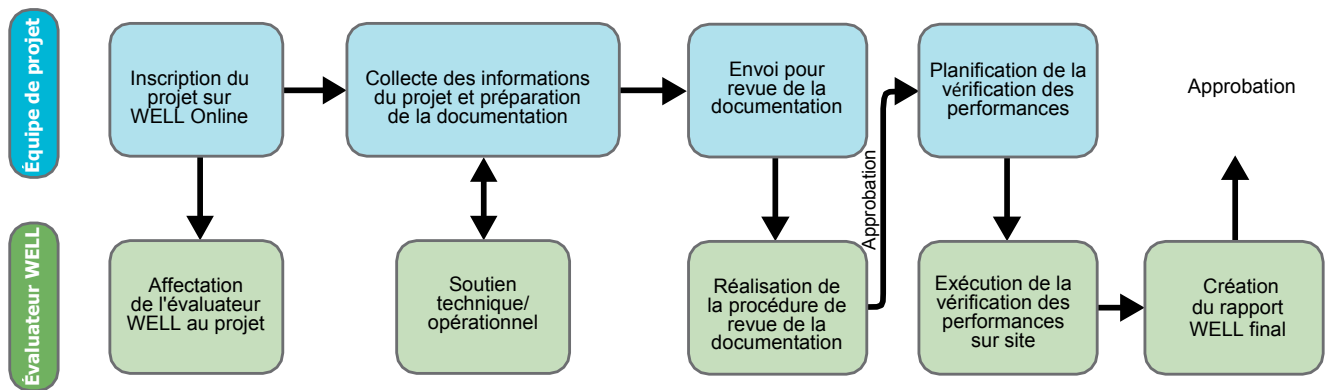 Équipe de projet
Inscription du
projet sur
WELL Online
Collecte des informations
du projet et préparation
de la documentation
Envoi pour
revue de la
documentation
Approbation
Planification de la
vérification des
performances
Approbation
Évaluateur WELL
Affectation
de l'évaluateur
WELL au projet
Soutien
technique/
opérationnel
Réalisation de
la procédure de
revue de la
documentation
Exécution de la
vérification des
performances
sur site
Création
du rapport
WELL final